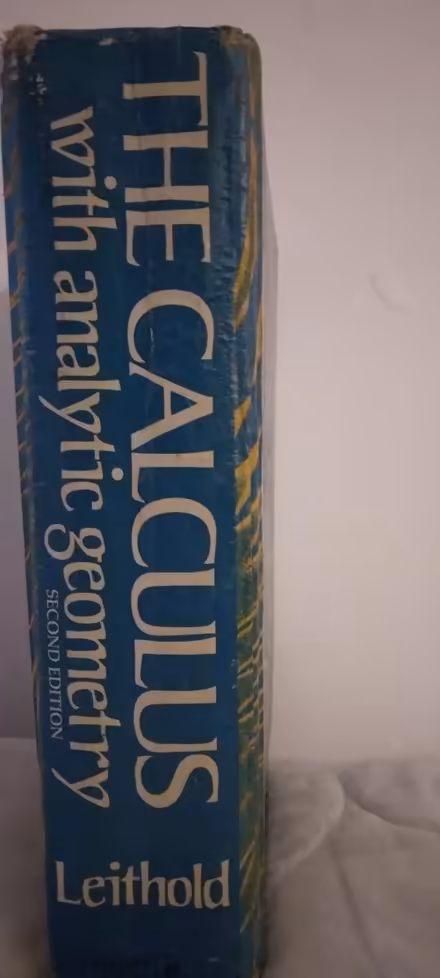 THE CALCULUS
with analytic geometry
SECOND EDITION
Leithold